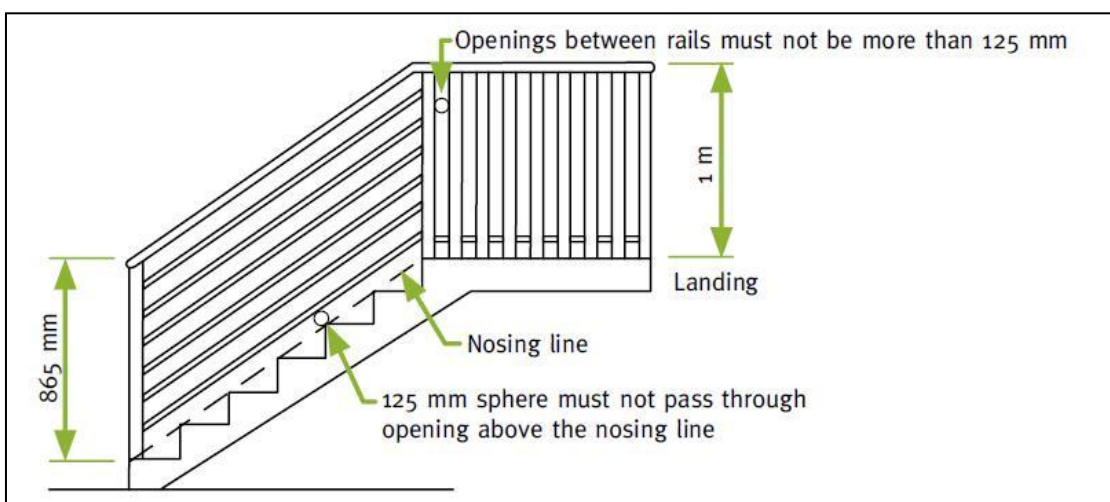 Openings between rails must not be more than 125 mm
1 m
Landing
865 mm
Nosing line
125 mm sphere must not pass through
opening above the nosing line